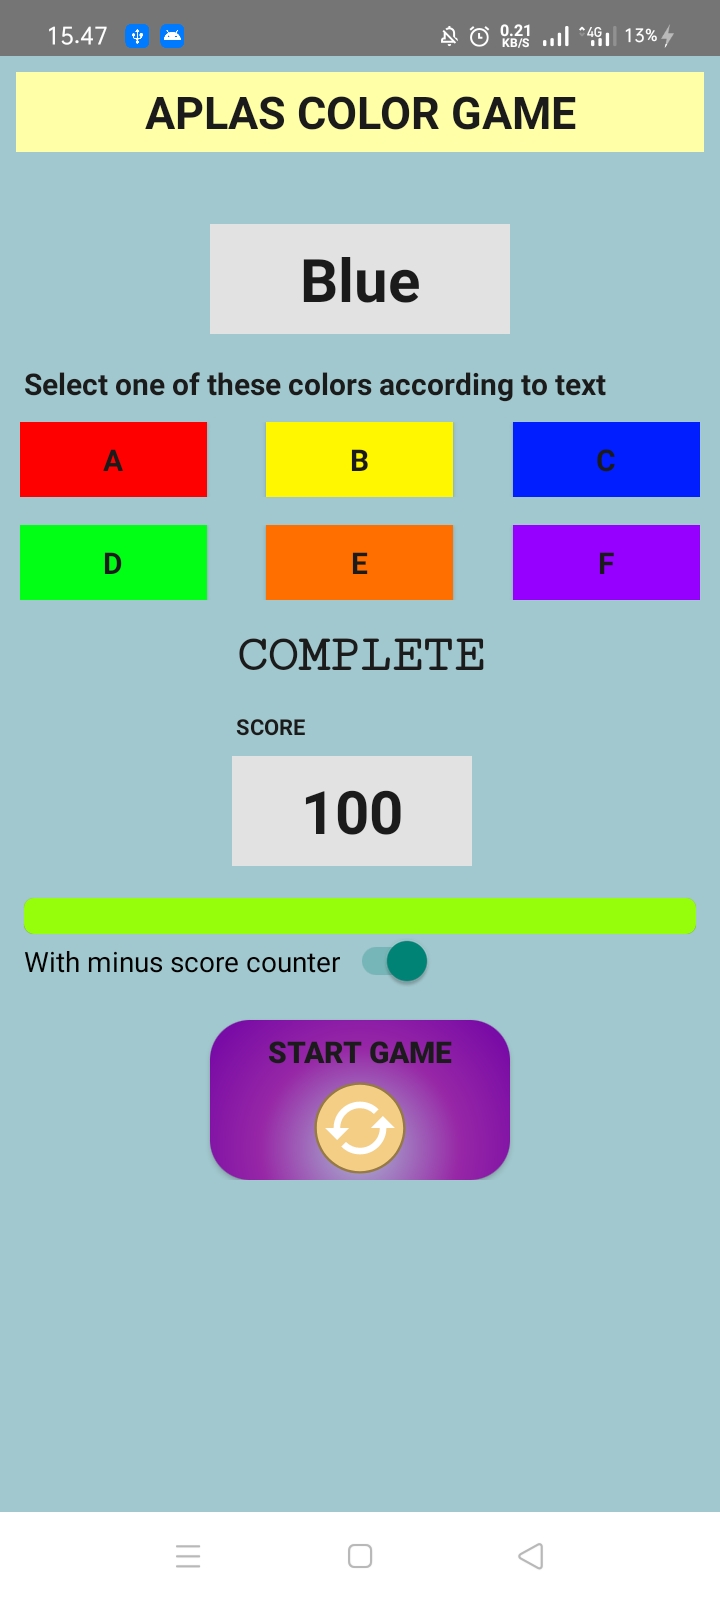 15.47 0.21 KB/S 4G 13%
APLAS COLOR GAME
Blue
Select one of these colors according to text
A B C
D E F
COMPLETE
SCORE
100
With minus score counter
START GAME